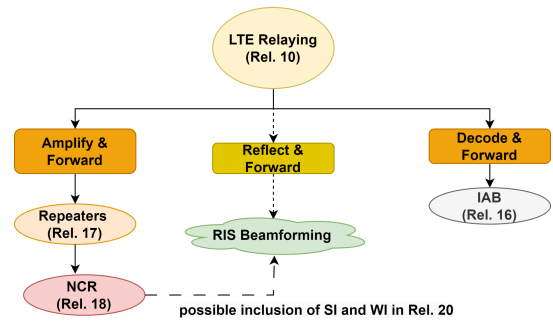 LTE Relaying
(Rel. 10)
Amplify &
Forward
Reflect &
Forward
Decode &
Forward
Repeaters
(Rel. 17)
RIS Beamforming
IAB
(Rel. 16)
NCR
(Rel. 18)
possible inclusion of SI and WI in Rel. 20